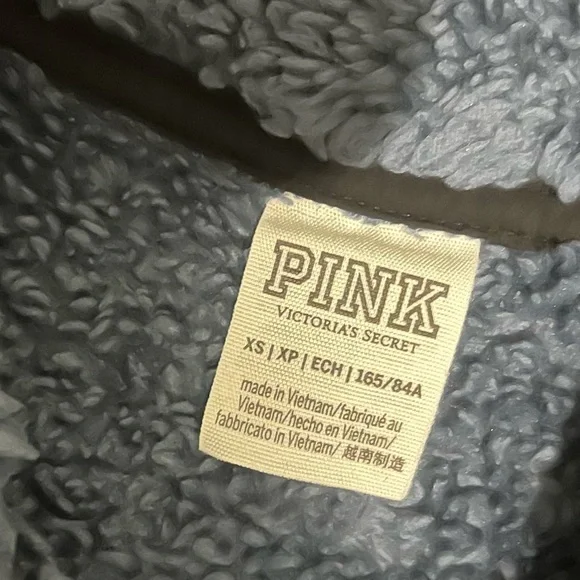 PINK
VICTORIA'S SECRET
XS | XP | ECH | 165/84A
made in Vietnam/fabriqué au
Vietnam/hecho en Vietnam/
fabbricato in Vietnam/ 越南制造